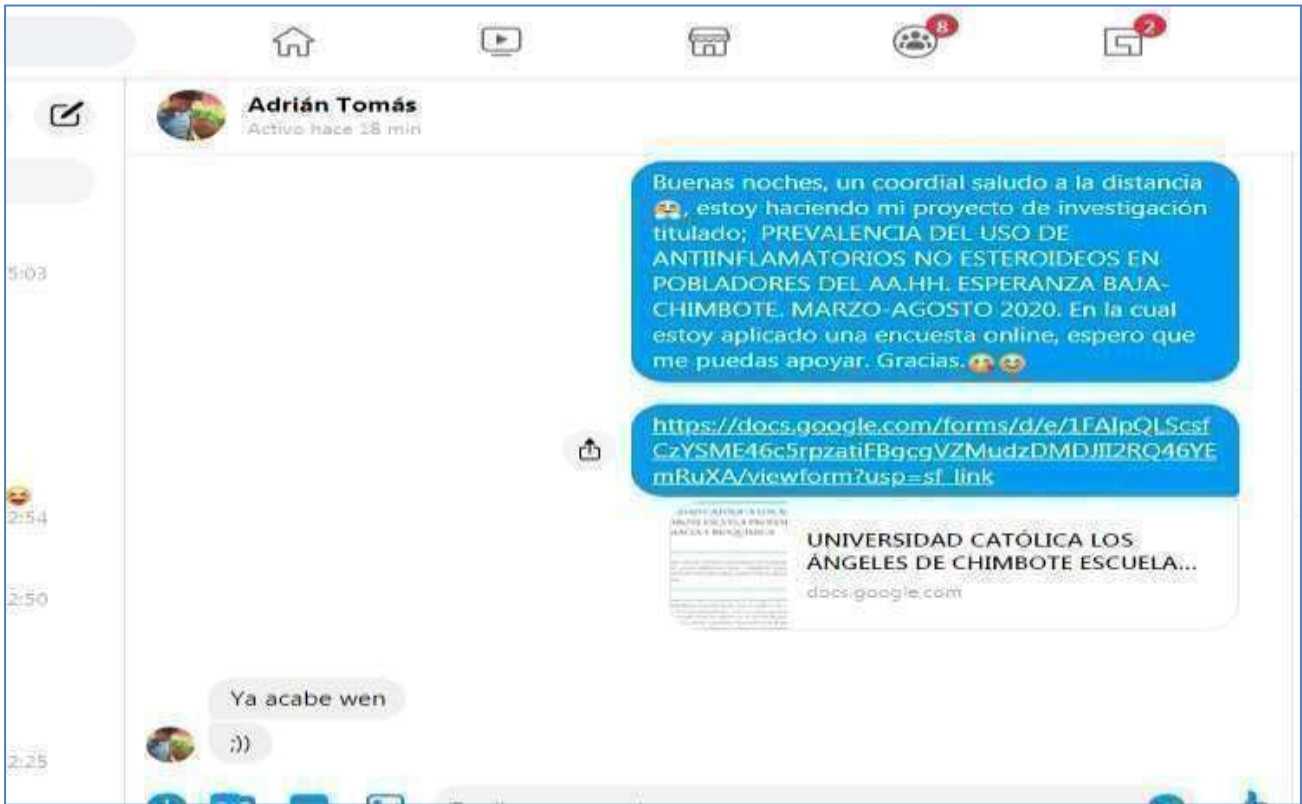 8
2
Adrián Tomás
Activo hace 18 min
Buenas noches, un coordial saludo a la distancia
🤗, estoy haciendo mi proyecto de investigación
titulado; PREVALENCIA DEL USO DE
ANTIINFLAMATORIOS NO ESTEROIDEOS EN
POBLADORES DEL AA.HH. ESPERANZA BAJA-
CHIMBOTE. MARZO-AGOSTO 2020. En la cual
estoy aplicado una encuesta online, espero que
me puedas apoyar. Gracias.🥰😊
5:03
https://docs.google.com/forms/d/e/1FAIpQLScsf
CzYSME46c5rpzatiFBgcgVZMudzDMDJII2RQ46YE
mRuXA/viewform?usp=sf_link
2:54
UNIVERSIDAD CATÓLICA LOS
ÁNGELES DE CHIMBOTE ESCUELA...
docs.google.com
2:50
Ya acabe wen
;))
2:25